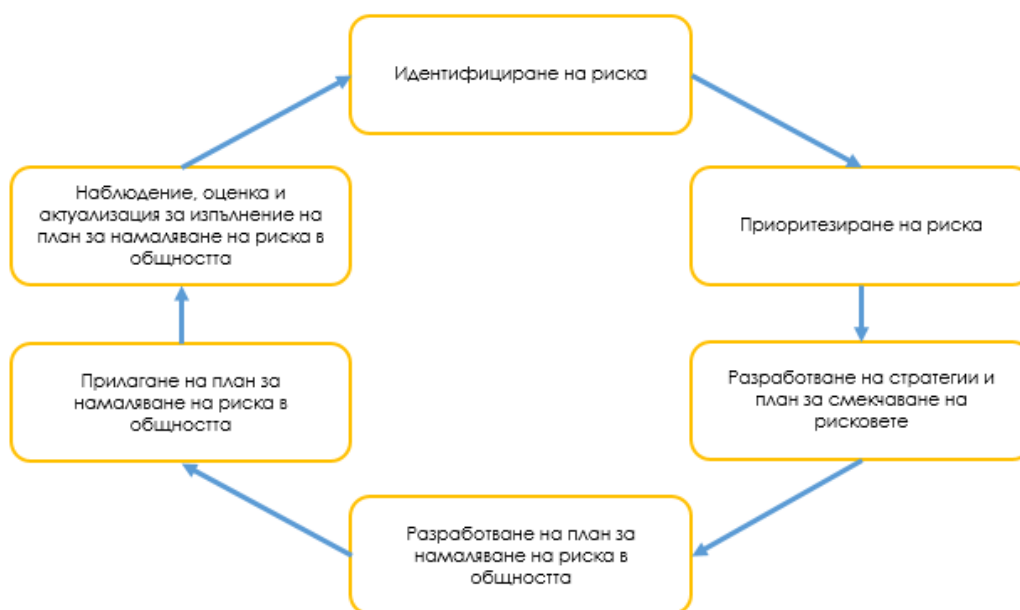 Идентифициране на риска
Приоритезиране на риска
Разработване на стратегии и
план за смекчаване на
рисковете
Разработване на план за
намаляване на риска в
общността
Прилагане на план за
намаляване на риска в
общността
Наблюдение, оценка и
актуализация за изпълнение на
план за намаляване на риска в
общността